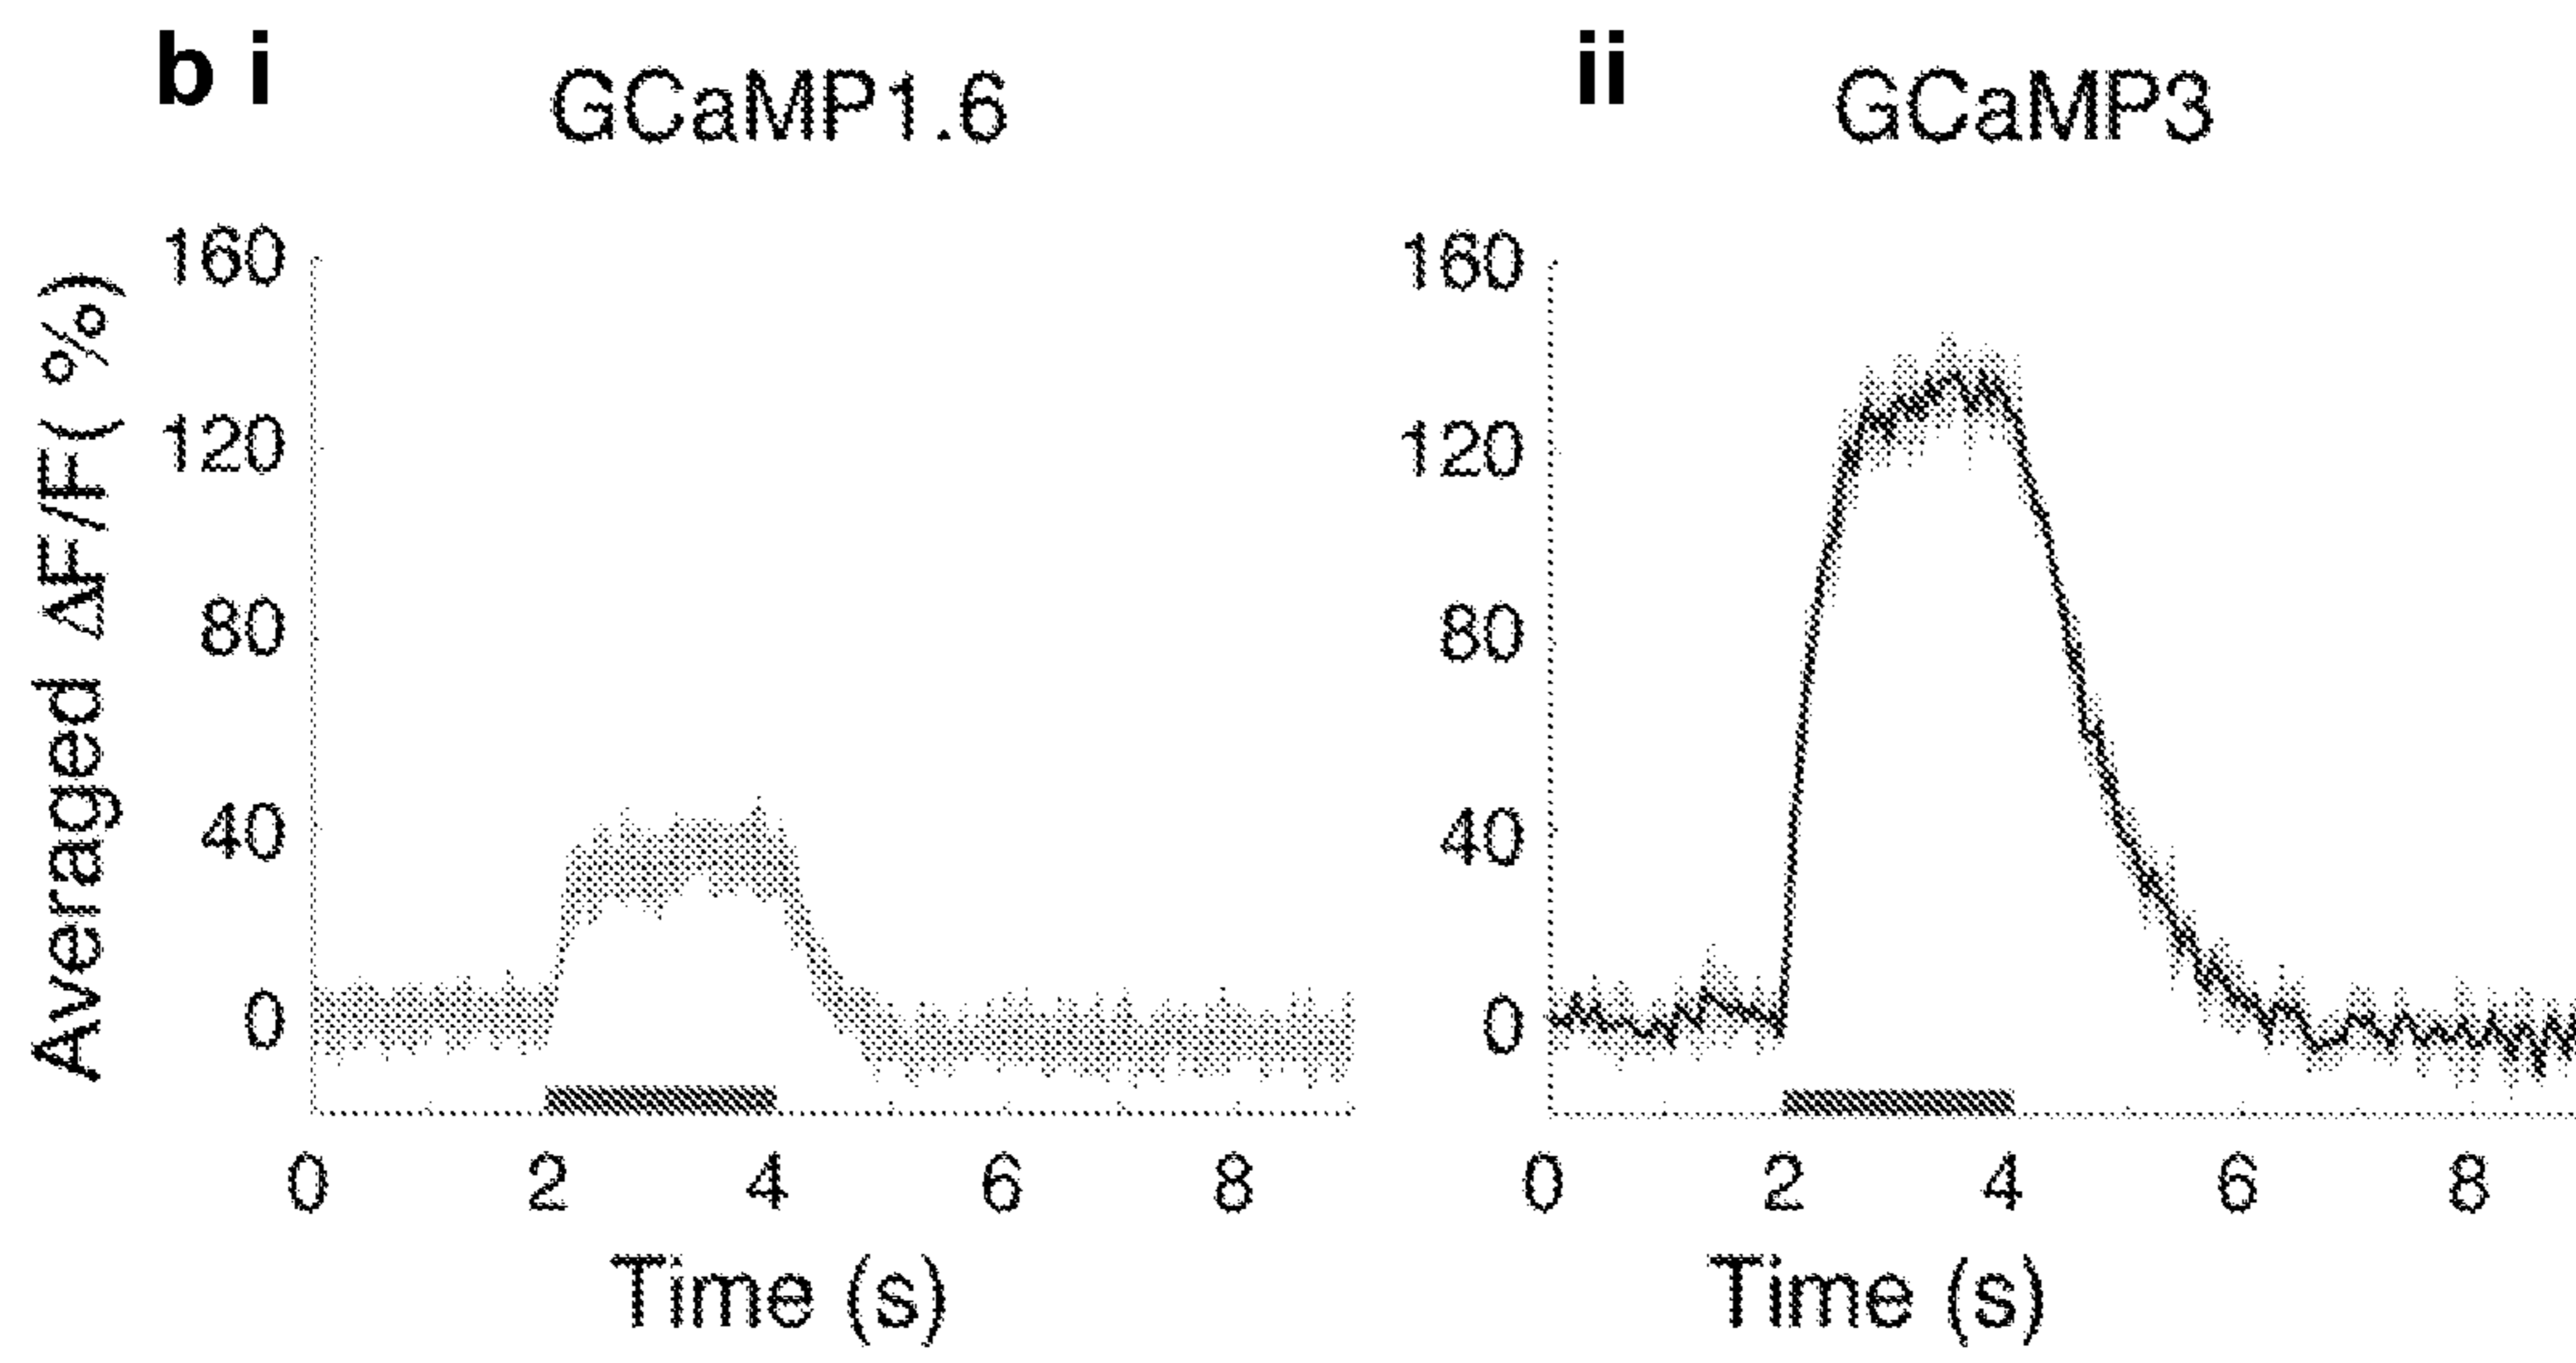 b i GCaMP1.6
ii GCaMP3
Averaged ΔF/F( %)
160
120
80
40
0
0 2 4 6 8
Time (s)
160
120
80
40
0
0 2 4 6 8
Time (s)